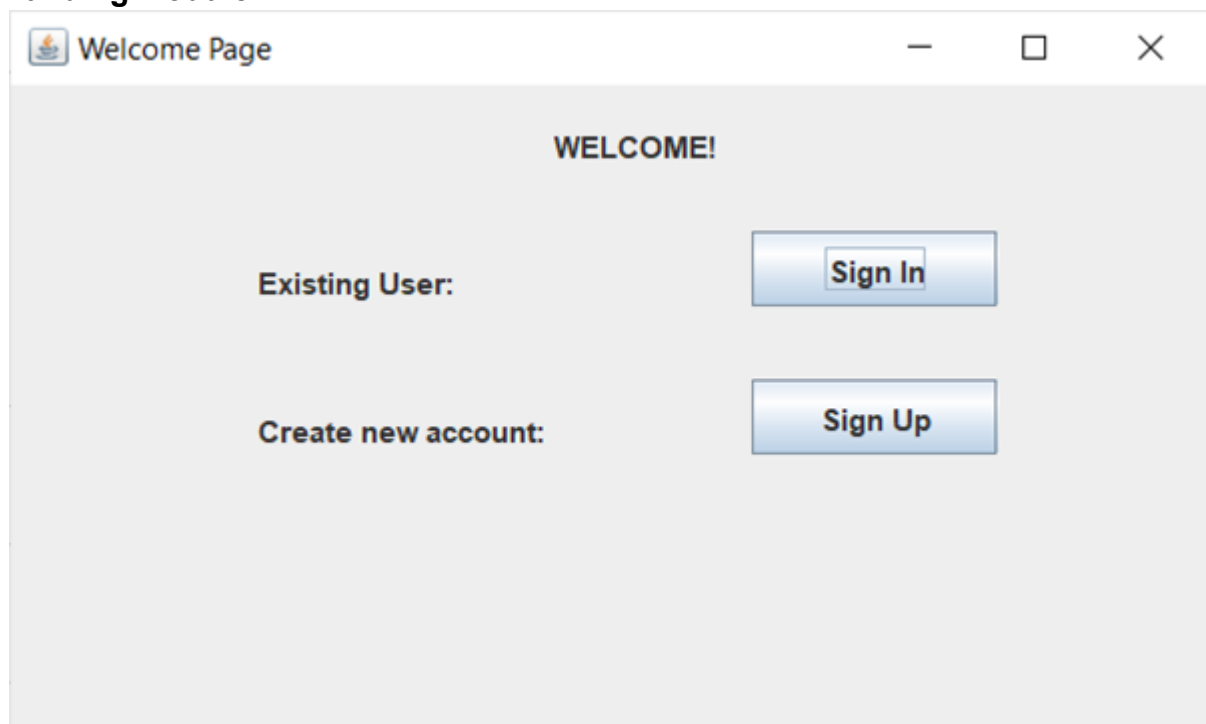 Welcome Page
WELCOME!
Existing User:
Sign In
Create new account:
Sign Up